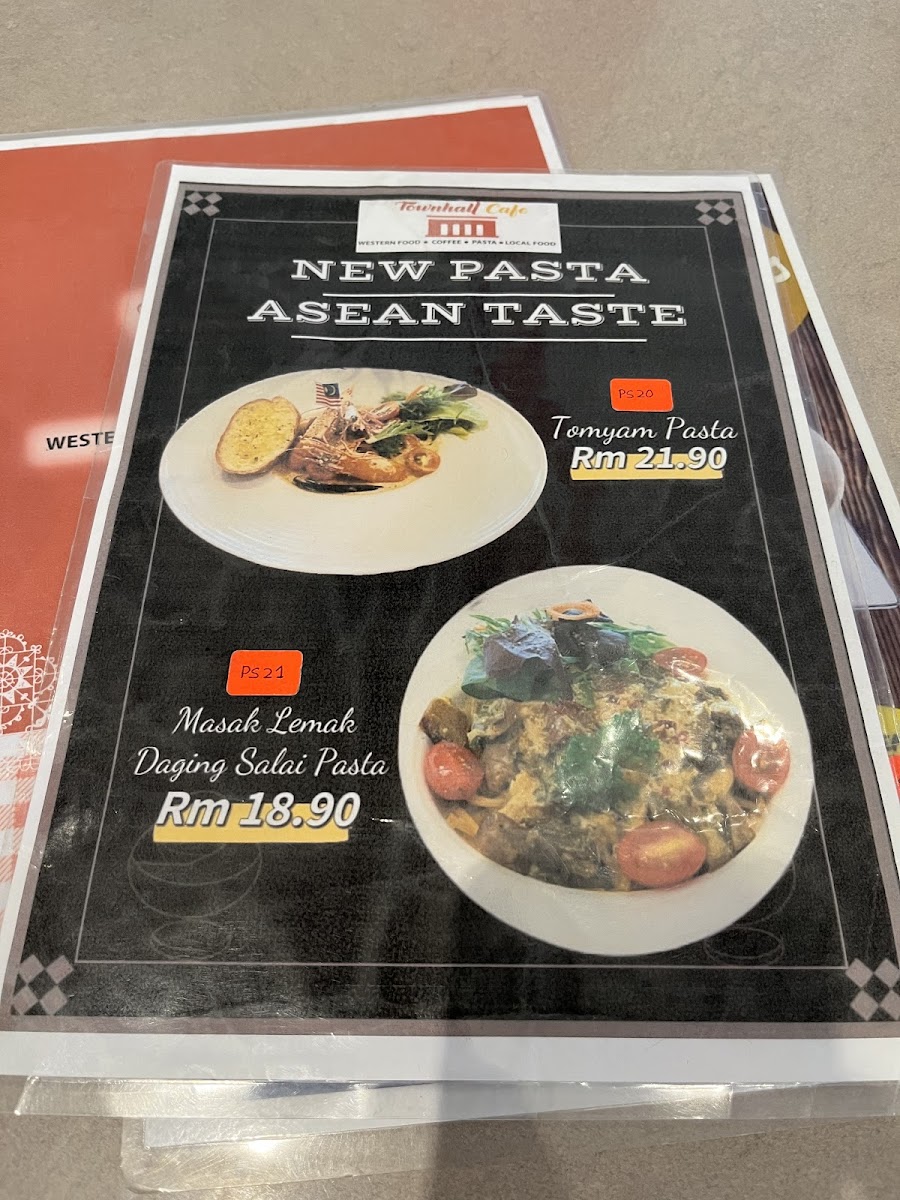 Townhall Cafe
WESTERN FOOD ★ COFFEE ★ PASTA ★ LOCAL FOOD
NEW PASTA
ASEAN TASTE
PS20
Tomyam Pasta
Rm 21.90
WESTE
PS21
Masak Lemak
Daging Salai Pasta
Rm 18.90